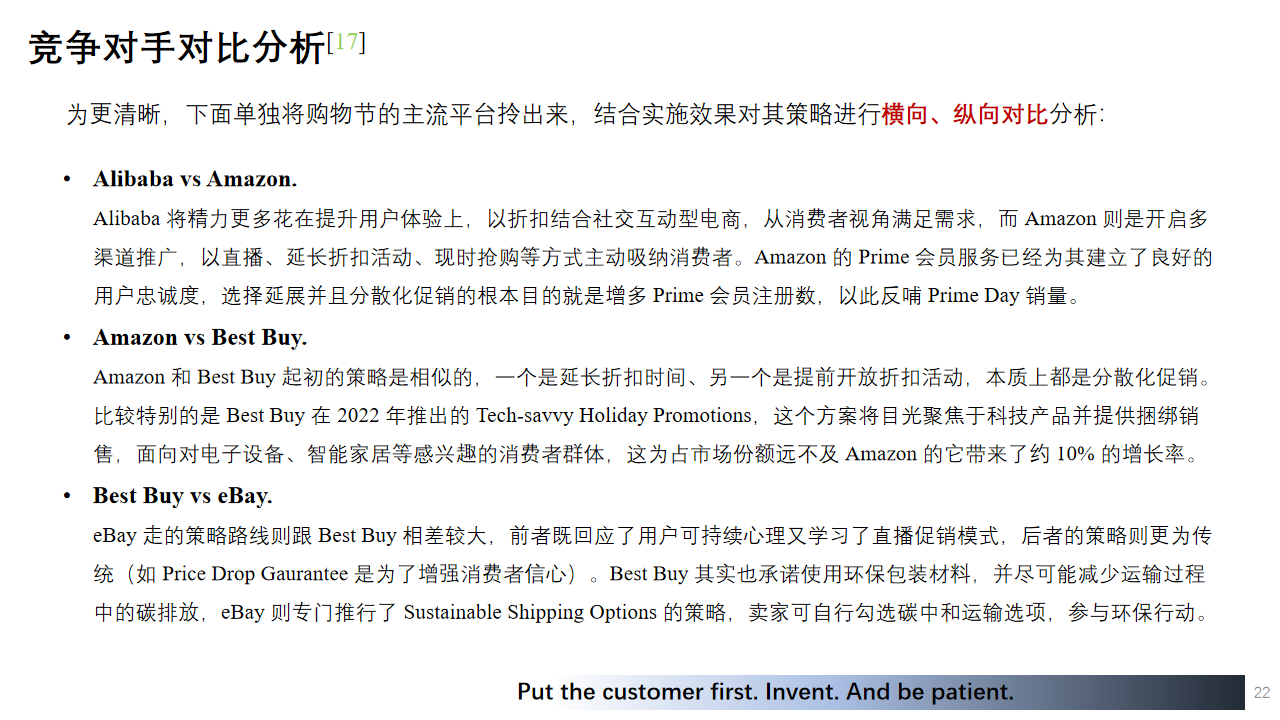 竞争对手对比分析[17]
为更清晰，下面单独将购物节的主流平台拎出来，结合实施效果对其策略进行横向、纵向对比分析：
• Alibaba vs Amazon.
Alibaba 将精力更多花在提升用户体验上，以折扣结合社交互动型电商，从消费者视角满足需求，而 Amazon 则是开启多
渠道推广，以直播、延长折扣活动、现时抢购等方式主动吸纳消费者。Amazon 的 Prime 会员服务已经为其建立了良好的
用户忠诚度，选择延展并且分散化促销的根本目的就是增多 Prime 会员注册数，以此反哺 Prime Day 销量。
• Amazon vs Best Buy.
Amazon 和 Best Buy 起初的策略是相似的，一个是延长折扣时间、另一个是提前开放折扣活动，本质上都是分散化促销。
比较特别的是 Best Buy 在 2022 年推出的 Tech-savvy Holiday Promotions，这个方案将目光聚焦于科技产品并提供捆绑销
售，面向对电子设备、智能家居等感兴趣的消费者群体，这为占市场份额远不及 Amazon 的它带来了约 10% 的增长率。
• Best Buy vs eBay.
eBay 走的策略路线则跟 Best Buy 相差较大，前者既回应了用户可持续心理又学习了直播促销模式，后者的策略则更为传
统（如 Price Drop Gaurantee 是为了增强消费者信心）。Best Buy 其实也承诺使用环保包装材料，并尽可能减少运输过程
中的碳排放，eBay 则专门推行了 Sustainable Shipping Options 的策略，卖家可自行勾选碳中和运输选项，参与环保行动。
Put the customer first. Invent. And be patient.
22